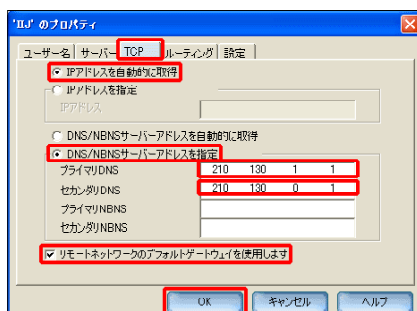 'IIJ' のプロパティ
ユーザー名 サーバー TCP ルーティング 設定
IPアドレスを自動的に取得
IPアドレスを指定
IPアドレス
DNS/NBNSサーバーアドレスを自動的に取得
DNS/NBNSサーバーアドレスを指定
プライマリDNS 210 130 1 1
セカンダリDNS 210 130 0 1
プライマリNBNS
セカンダリNBNS
リモートネットワークのデフォルトゲートウェイを使用します
OK キャンセル ヘルプ